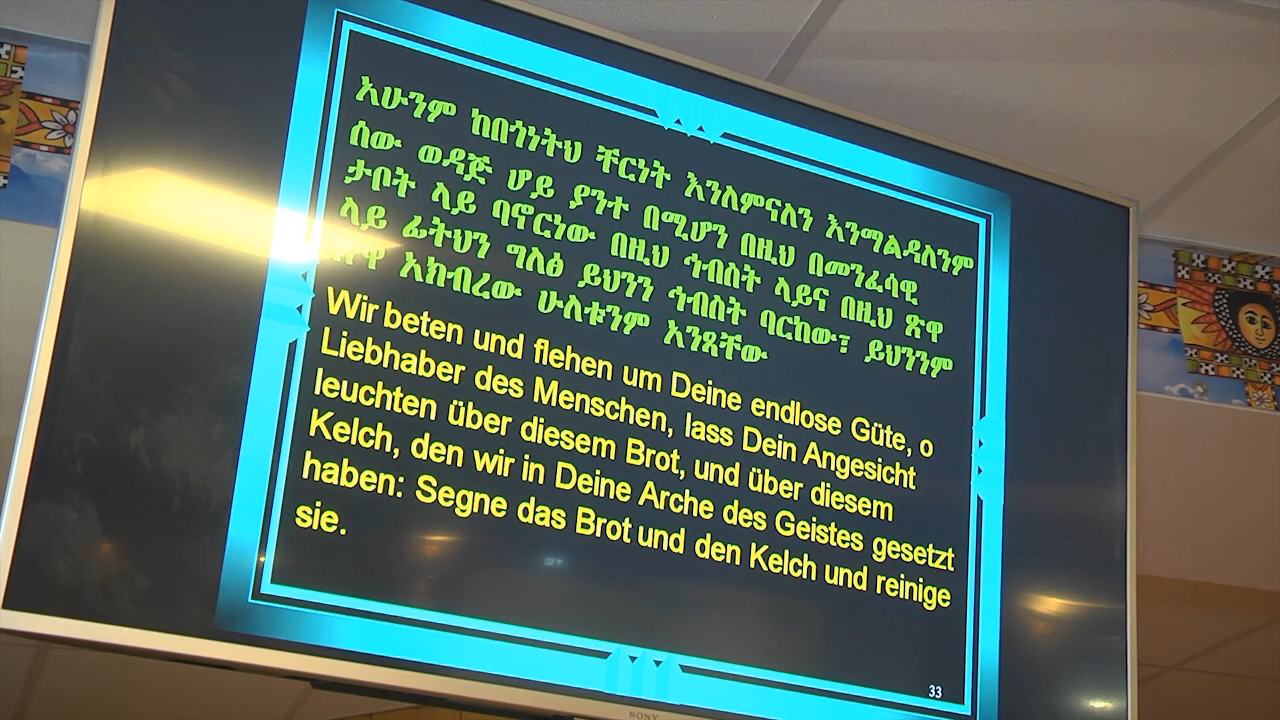 አሁንም ከበጎነትህ ቸርነት እንለምናለን እንማልዳለንም
ሰው ወዳጅ ሆይ ያንተ በሚሆን በዚህ በመንፈሳዊ
ታቦት ላይ ባኖርነው በዚህ ኅብስት ላይና በዚህ ጽዋ
ላይ ፊትህን ግለፅ ይህንን ኅብስት ባርከው፣ ይህንንም
ጽዋ አክብረው ሁለቱንም አንጻቸው
Wir beten und flehen um Deine endlose Güte, o
Liebhaber des Menschen, lass Dein Angesicht
leuchten über diesem Brot, und über diesem
Kelch, den wir in Deine Arche des Geistes gesetzt
haben: Segne das Brot und den Kelch und reinige
sie.
33
SONY